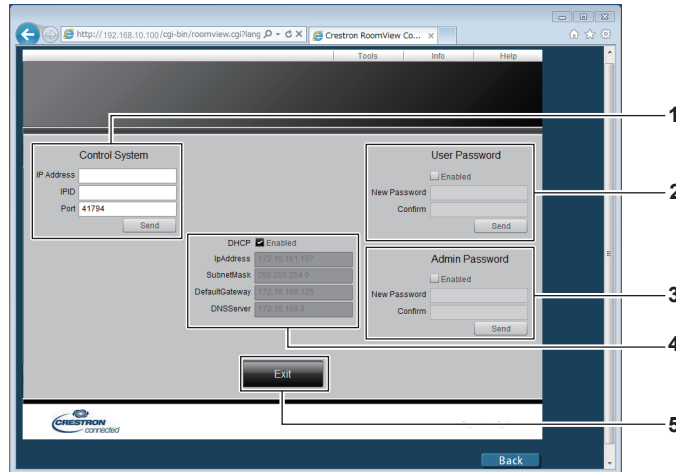 http://192.168.10.100/cgi-bin/roomview.cgi?lang
Crestron RoomView Co...
Tools Info Help
1
Control System
IP Address
IPID
Port 41794
Send
User Password
Enabled
New Password
Confirm
Send
2
DHCP Enabled
IpAddress 172.16.161.197
SubnetMask 255.255.254.0
DefaultGateway 172.16.160.125
DNSServer 172.16.160.9
Admin Password
Enabled
New Password
Confirm
Send
3
4
Exit
CRESTRON
connected
5
Back